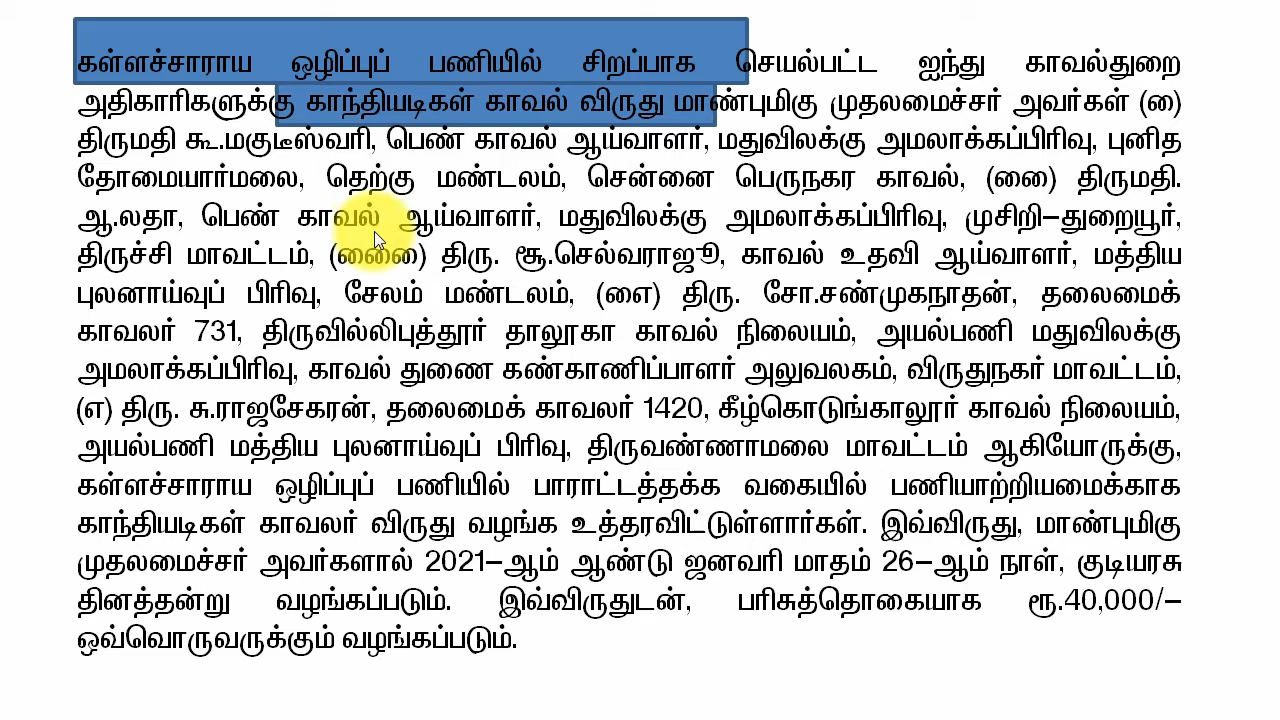 கள்ளச்சாராய ஒழிப்புப் பணியில் சிறப்பாக செயல்பட்ட ஐந்து காவல்துறை
அதிகாரிகளுக்கு காந்தியடிகள் காவல் விருது மாண்புமிகு முதலமைச்சர் அவர்கள் (ை)
திருமதி கூ.மகுடீஸ்வரி, பெண் காவல் ஆய்வாளர், மதுவிலக்கு அமலாக்கப்பிரிவு, புனித
தோமையார்மலை, தெற்கு மண்டலம், சென்னை பெருநகர காவல், (ைை) திருமதி.
ஆ.லதா, பெண் காவல் ஆய்வாளர், மதுவிலக்கு அமலாக்கப்பிரிவு, முசிறி-துறையூர்,
திருச்சி மாவட்டம், (ைைை) திரு. சூ.செல்வராஜூ, காவல் உதவி ஆய்வாளர், மத்திய
புலனாய்வுப் பிரிவு, சேலம் மண்டலம், (ைஎ) திரு. சோ.சண்முகநாதன், தலைமைக்
காவலர் 731, திருவில்லிபுத்தூர் தாலூகா காவல் நிலையம், அயல்பணி மதுவிலக்கு
அமலாக்கப்பிரிவு, காவல் துணை கண்காணிப்பாளர் அலுவலகம், விருதுநகர் மாவட்டம்,
(எ) திரு. சு.ராஜசேகரன், தலைமைக் காவலர் 1420, கீழ்கொடுங்காலூர் காவல் நிலையம்,
அயல்பணி மத்திய புலனாய்வுப் பிரிவு, திருவண்ணாமலை மாவட்டம் ஆகியோருக்கு,
கள்ளச்சாராய ஒழிப்புப் பணியில் பாராட்டத்தக்க வகையில் பணியாற்றியமைக்காக
காந்தியடிகள் காவலர் விருது வழங்க உத்தரவிட்டுள்ளார்கள். இவ்விருது, மாண்புமிகு
முதலமைச்சர் அவர்களால் 2021-ஆம் ஆண்டு ஜனவரி மாதம் 26-ஆம் நாள், குடியரசு
தினத்தன்று வழங்கப்படும். இவ்விருதுடன், பரிசுத்தொகையாக ரூ.40,000/-
ஒவ்வொருவருக்கும் வழங்கப்படும்.